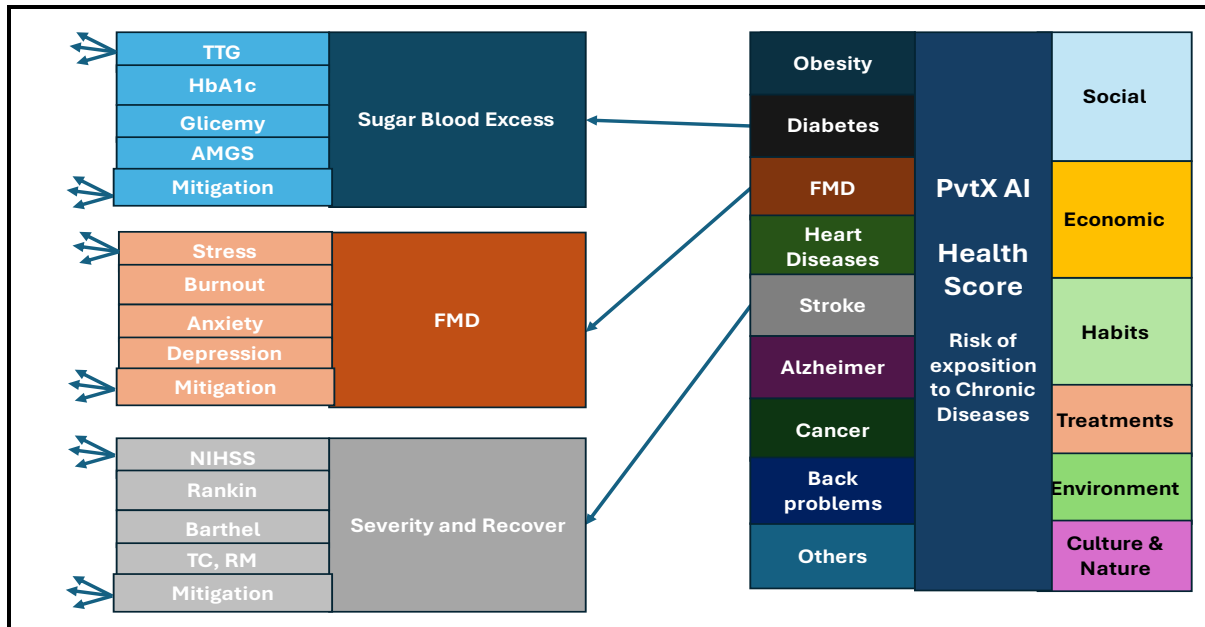 TTG
HbA1c
Glicemy
AMGS
Mitigation
Sugar Blood Excess
Stress
Burnout
Anxiety
Depression
Mitigation
FMD
NIHSS
Rankin
Barthel
TC, RM
Mitigation
Severity and Recover
Obesity
Diabetes
FMD
Heart
Diseases
Stroke
Alzheimer
Cancer
Back
problems
Others
PvtX AI
Health
Score
Risk of
exposition
to Chronic
Diseases
Social
Economic
Habits
Treatments
Environment
Culture &
Nature